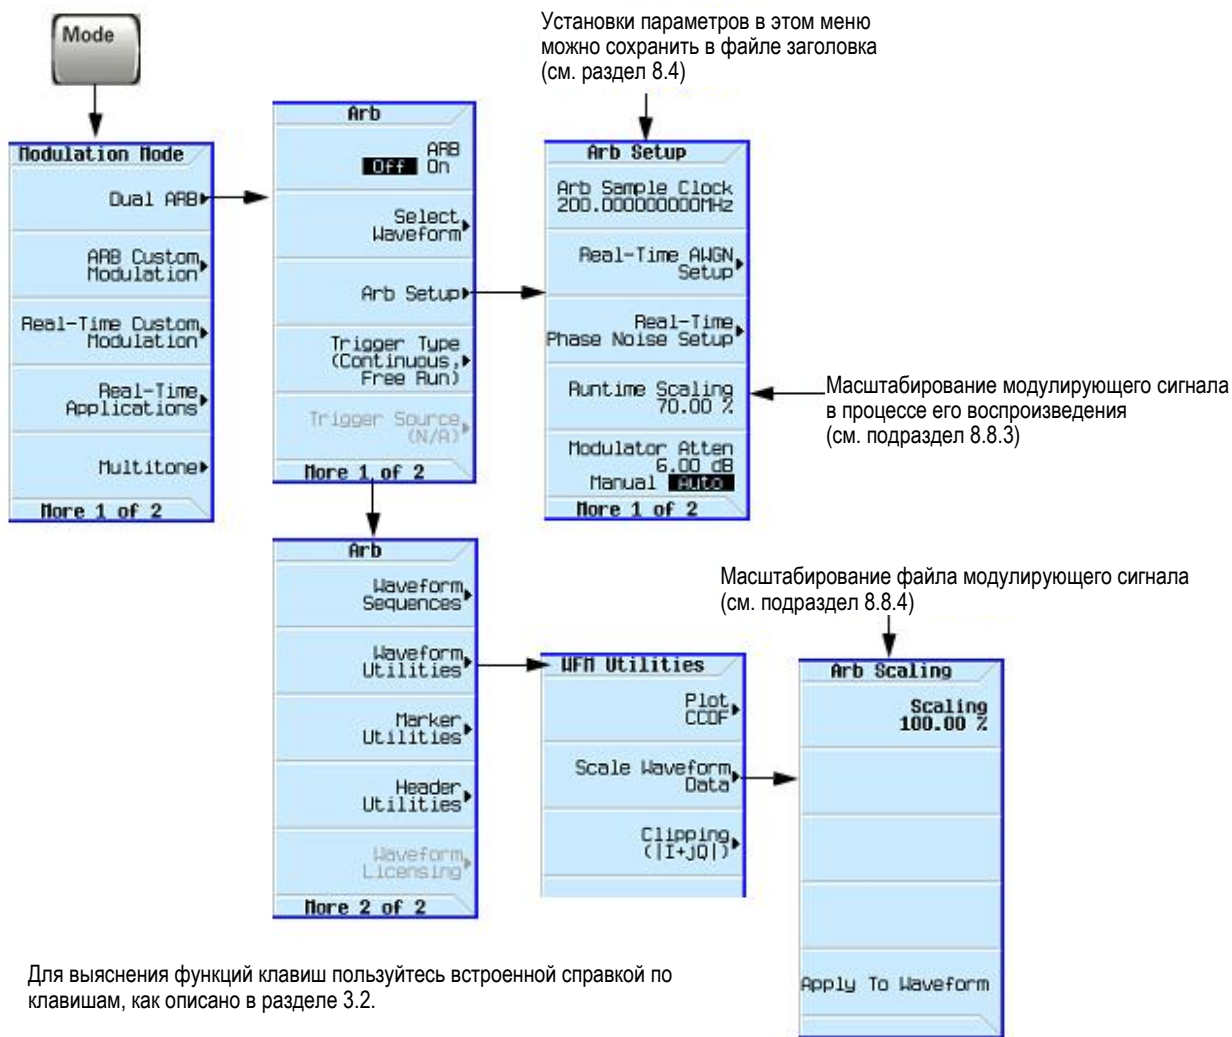 Mode
Установки параметров в этом меню
можно сохранить в файле заголовка
(см. раздел 8.4)
Modulation Mode
Dual ARB
ARB Custom
Modulation
Real-Time Custom
Modulation
Real-Time
Applications
Multitone
More 1 of 2
Arb
ARB
Off On
Select
Waveform
Arb Setup
Trigger Type
(Continuous,
Free Run)
Trigger Source
(N/A)
More 1 of 2
Arb Setup
Arb Sample Clock
200.000000000MHz
Real-Time AWGN
Setup
Real-Time
Phase Noise Setup
Runtime Scaling
70.00 %
Modulator Atten
6.00 dB
Manual Auto
More 1 of 2
Масштабирование модулирующего сигнала
в процессе его воспроизведения
(см. подраздел 8.8.3)
Arb
Waveform
Sequences
Waveform
Utilities
Marker
Utilities
Header
Utilities
Waveform
Licensing
More 2 of 2
WFM Utilities
Plot
CCDF
Scale Waveform
Data
Clipping
(|I+jQ|)
Масштабирование файла модулирующего сигнала
(см. подраздел 8.8.4)
Arb Scaling
Scaling
100.00 %
Apply To Waveform
Для выяснения функций клавиш пользуйтесь встроенной справкой по
клавишам, как описано в разделе 3.2.